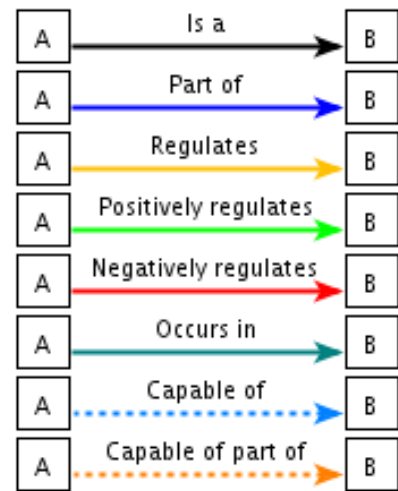 Is a
A B
Part of
A B
Regulates
A B
Positively regulates
A B
Negatively regulates
A B
Occurs in
A B
Capable of
A B
Capable of part of
A B